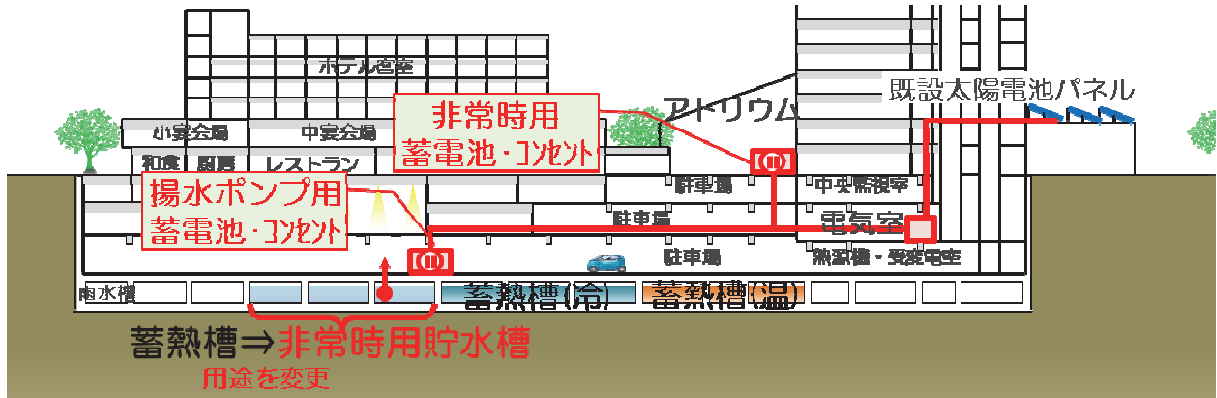 ホテル客室
既設太陽電池パネル
アトリウム
非常時用
蓄電池・コンセント
小宴会場
中宴会場
和食
厨房
レストラン
揚水ポンプ用
蓄電池・コンセント
駐車場
中央監視室
駐車場
電気室
駐車場
熱源機・受変電室
雨水槽
蓄熱槽(冷)
蓄熱槽(温)
蓄熱槽⇒非常時用貯水槽
用途を変更